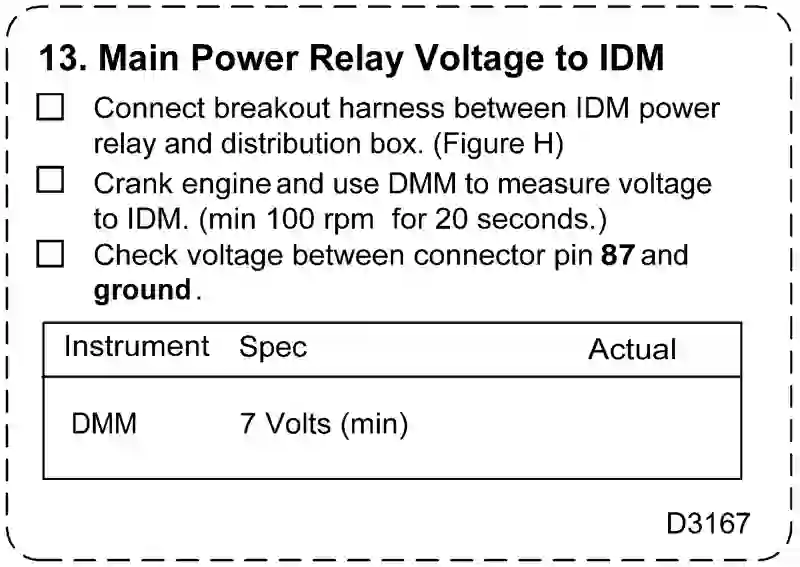 13. Main Power Relay Voltage to IDM
Connect breakout harness between IDM power
relay and distribution box. (Figure H)
Crank engine and use DMM to measure voltage
to IDM. (min 100 rpm for 20 seconds.)
Check voltage between connector pin 87 and
ground.
Instrument Spec Actual
DMM 7 Volts (min)
D3167